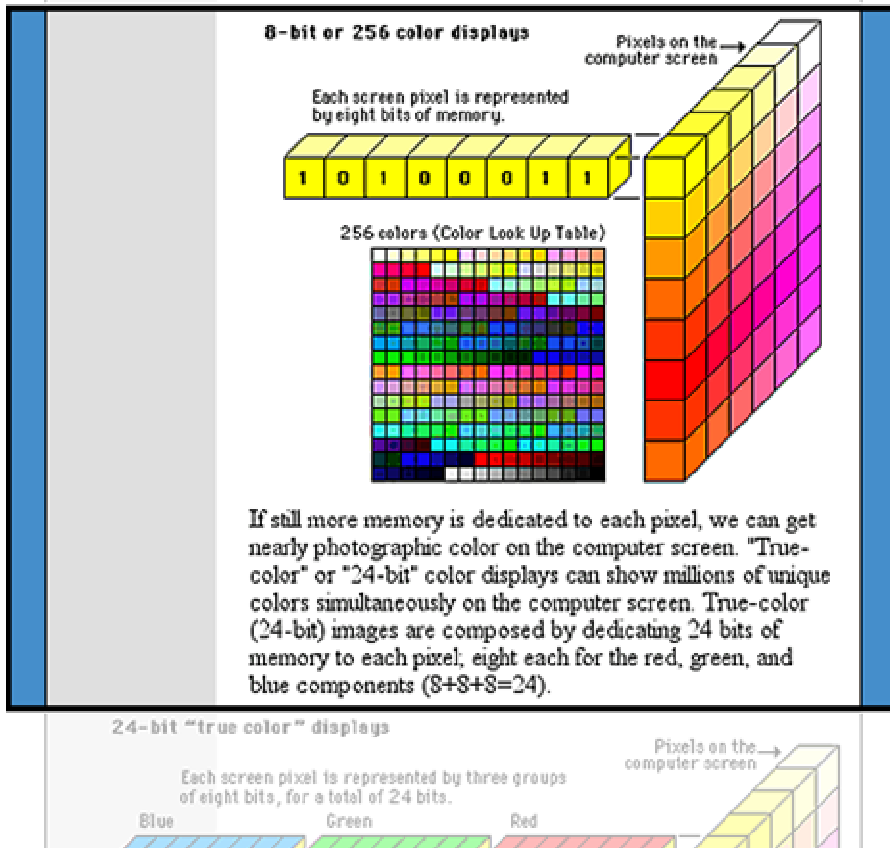 8-bit or 256 color displays
Pixels on the
computer screen
Each screen pixel is represented
by eight bits of memory.
1 0 1 0 0 0 1 1
256 colors (Color Look Up Table)
If still more memory is dedicated to each pixel, we can get
nearly photographic color on the computer screen. "True-
color" or "24-bit" color displays can show millions of unique
colors simultaneously on the computer screen. True-color
(24-bit) images are composed by dedicating 24 bits of
memory to each pixel; eight each for the red, green, and
blue components (8+8+8=24).
24-bit "true color" displays
Pixels on the
computer screen
Each screen pixel is represented by three groups
of eight bits, for a total of 24 bits.
Blue Green Red